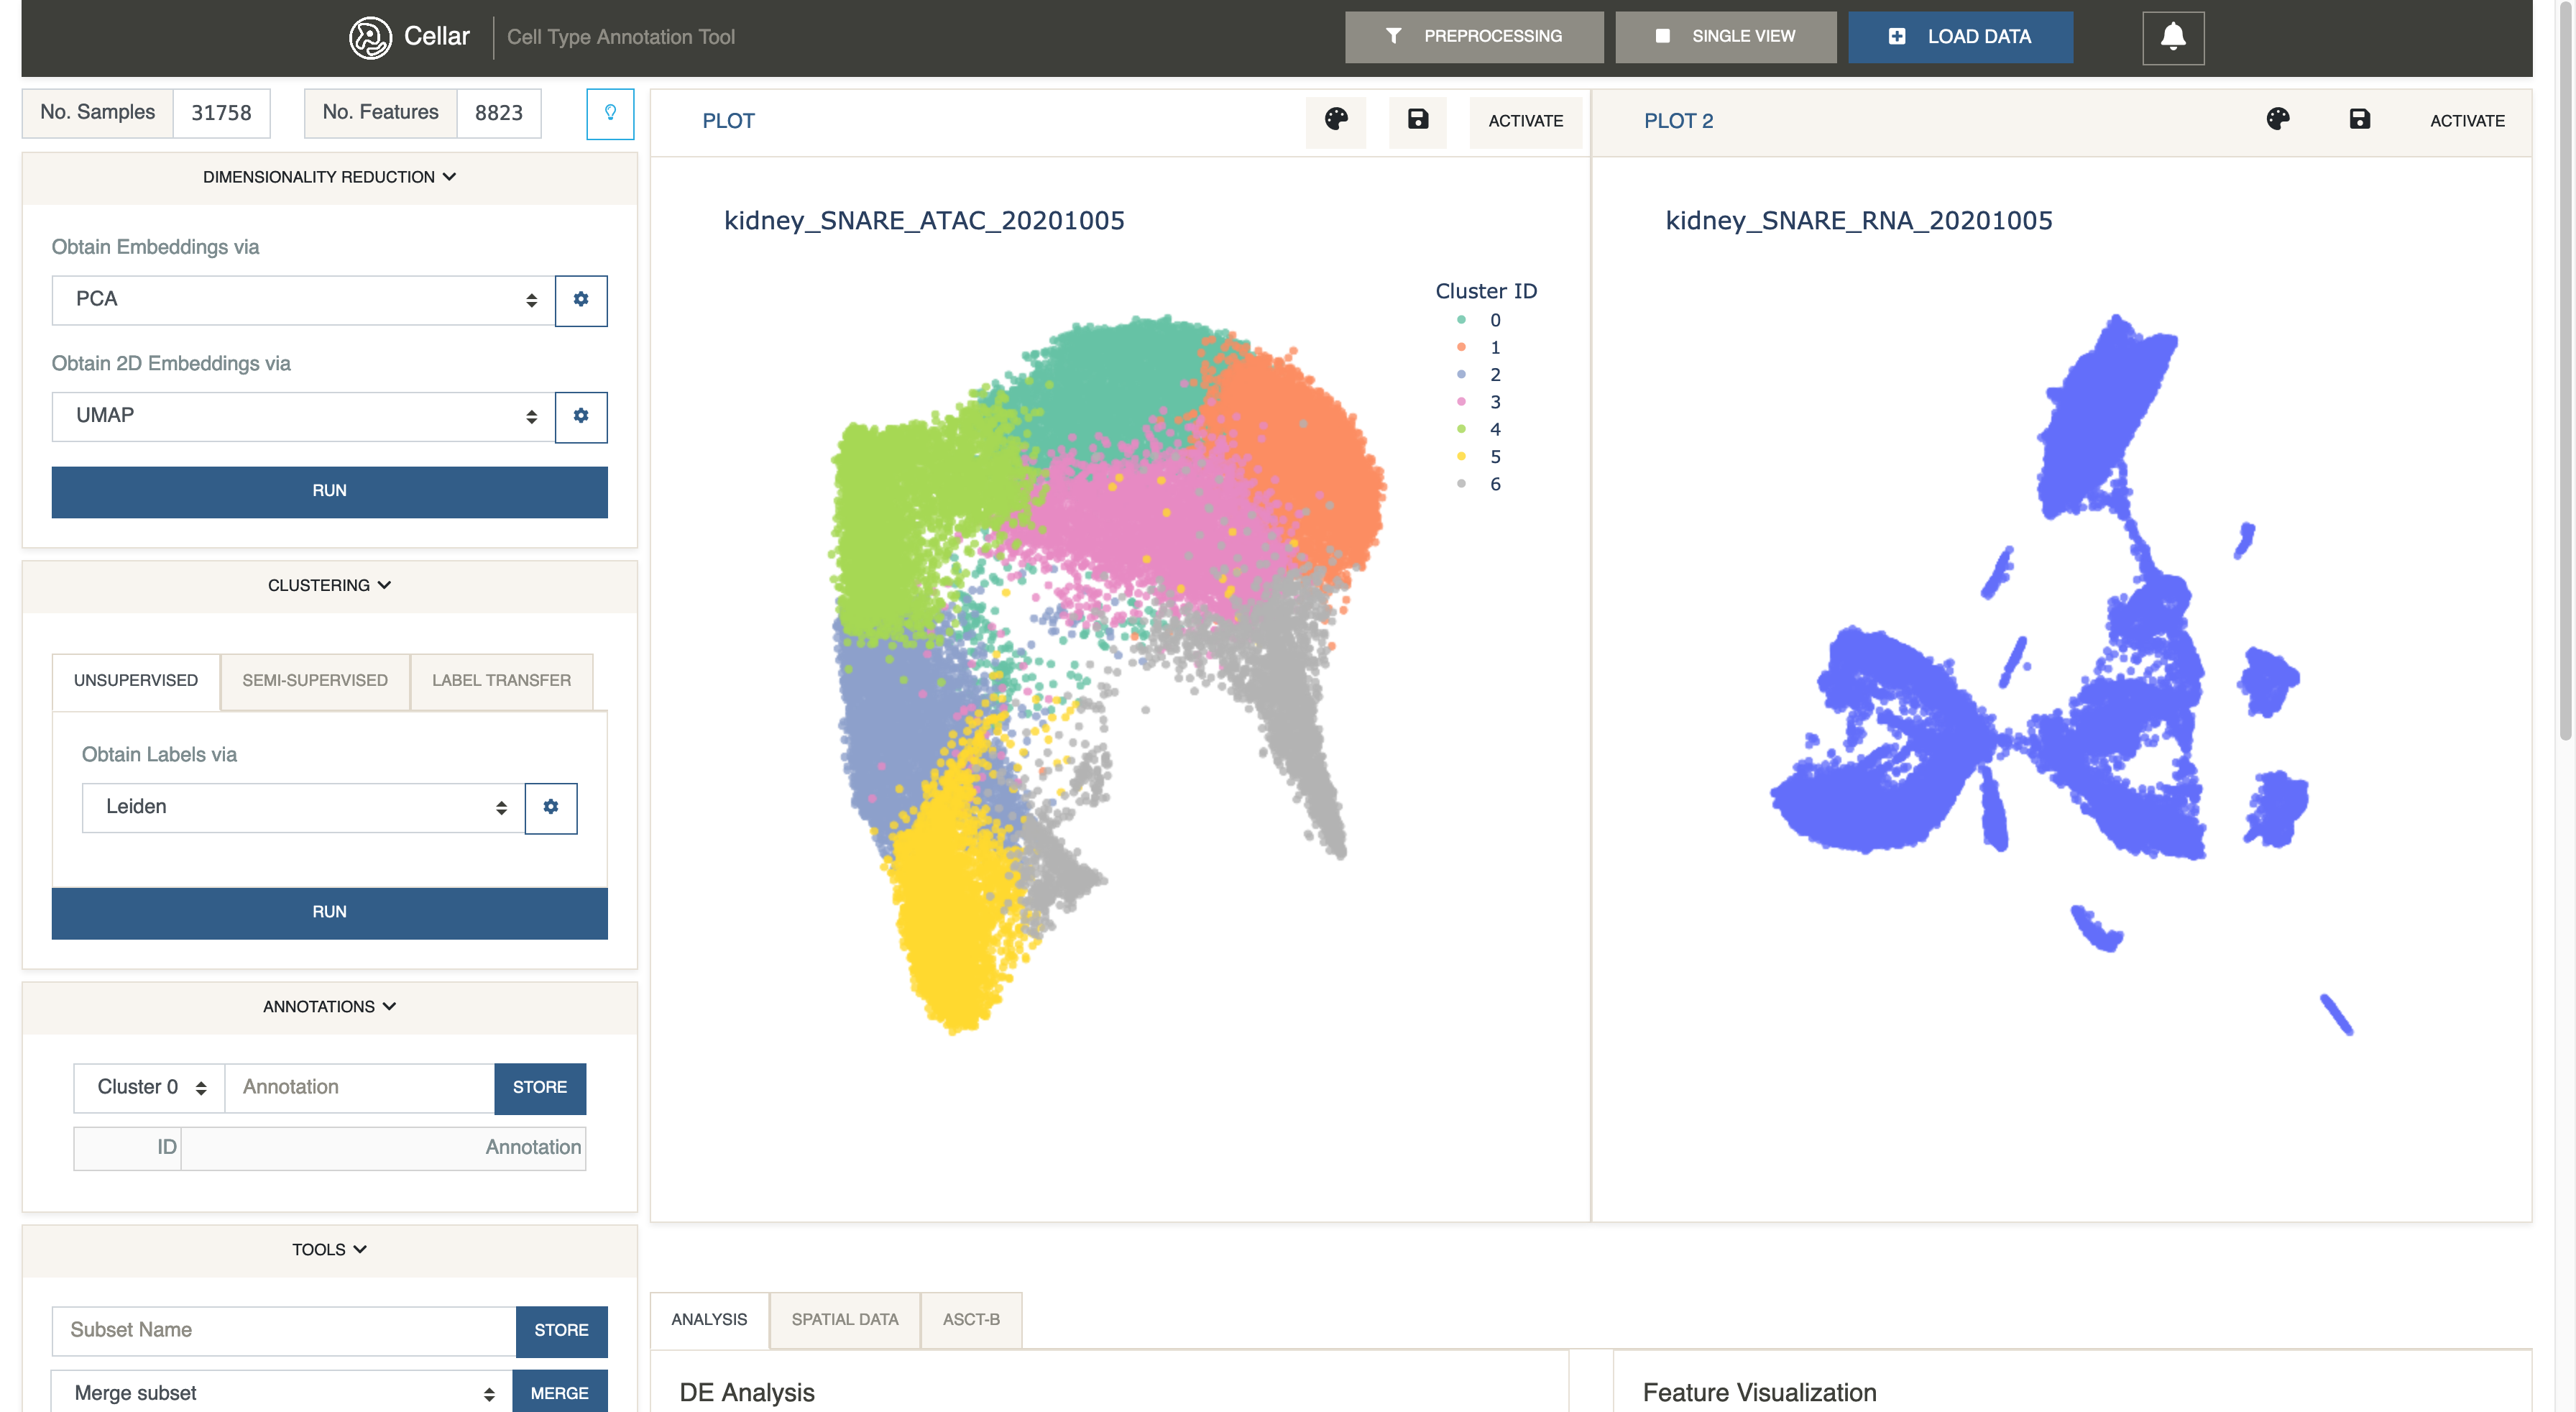 Cellar
Cell Type Annotation Tool
PREPROCESSING
SINGLE VIEW
LOAD DATA
No. Samples
31758
No. Features
8823
DIMENSIONALITY REDUCTION
Obtain Embeddings via
PCA
Obtain 2D Embeddings via
UMAP
RUN
CLUSTERING
UNSUPERVISED
SEMI-SUPERVISED
LABEL TRANSFER
Obtain Labels via
Leiden
RUN
ANNOTATIONS
Cluster 0
Annotation
STORE
ID
Annotation
TOOLS
Subset Name
STORE
Merge subset
MERGE
PLOT
ACTIVATE
kidney_SNARE_ATAC_20201005
Cluster ID
0
1
2
3
4
5
6
PLOT 2
ACTIVATE
kidney_SNARE_RNA_20201005
ANALYSIS
SPATIAL DATA
ASCT-B
DE Analysis
Feature Visualization